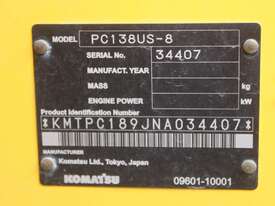 MODEL PC138US-8
SERIAL No. 34407
MANUFACT. YEAR
MASS kg
ENGINE POWER kW
Product Identification Number
*KMTPC189JNA034407*
Komatsu Ltd., Tokyo, Japan
KOMATSU 09601-10001